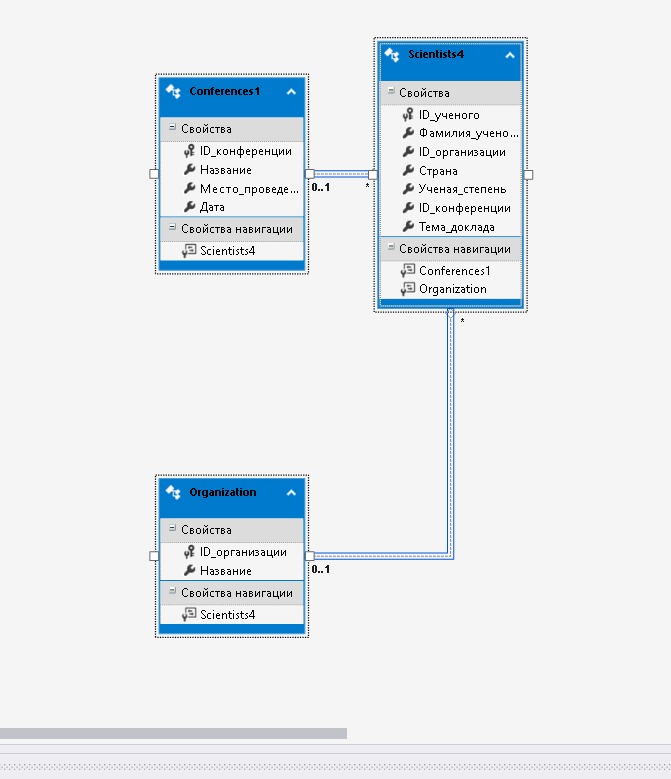 Conferences1
Свойства
ID_конференции
Название
Место_проведе...
Дата
Свойства навигации
Scientists4
0..1
*
Scientists4
Свойства
ID_ученого
Фамилия_учено...
ID_организации
Страна
Ученая_степень
ID_конференции
Тема_доклада
Свойства навигации
Conferences1
Organization
*
Organization
Свойства
ID_организации
Название
Свойства навигации
Scientists4
0..1